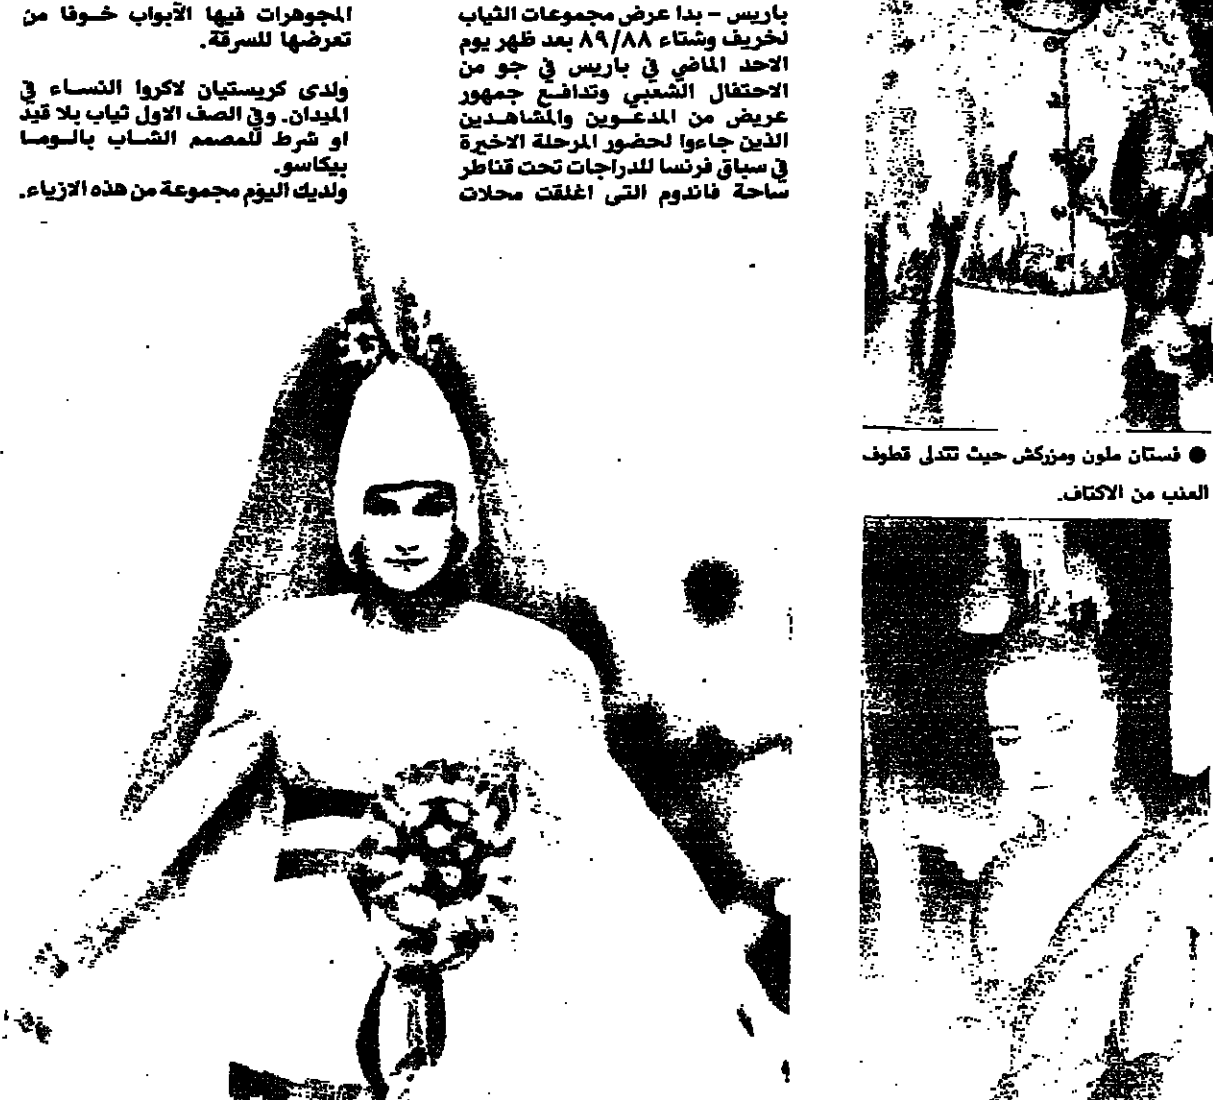 باريس - بدا عرض مجموعات الثياب
لخريف وشتاء ٨٩/٨٨ بعد ظهر يوم
الاحد الماضي في باريس في جو من
الاحتفال الشعبي وتدافع جمهور
عريض من المدعوين والمشاهدين
الذين جاءوا لحضور المرحلة الاخيرة
في سباق فرنسا للدراجات تحت قناطر
ساحة فاندوم التى اغلقت محلات
المجوهرات فيها الأبواب خوفا من
تعرضها للسرقة.
ولدى كريستيان لاكروا النساء في
الميدان. وفي الصف الاول ثياب بلا قيد
او شرط للمصمم الشاب بالوما
بيكاسو.
ولديك اليوم مجموعة من هذه الازياء.
● فستان ملون ومزركش حيث تتدلى قطوف
العنب من الاكتاف.